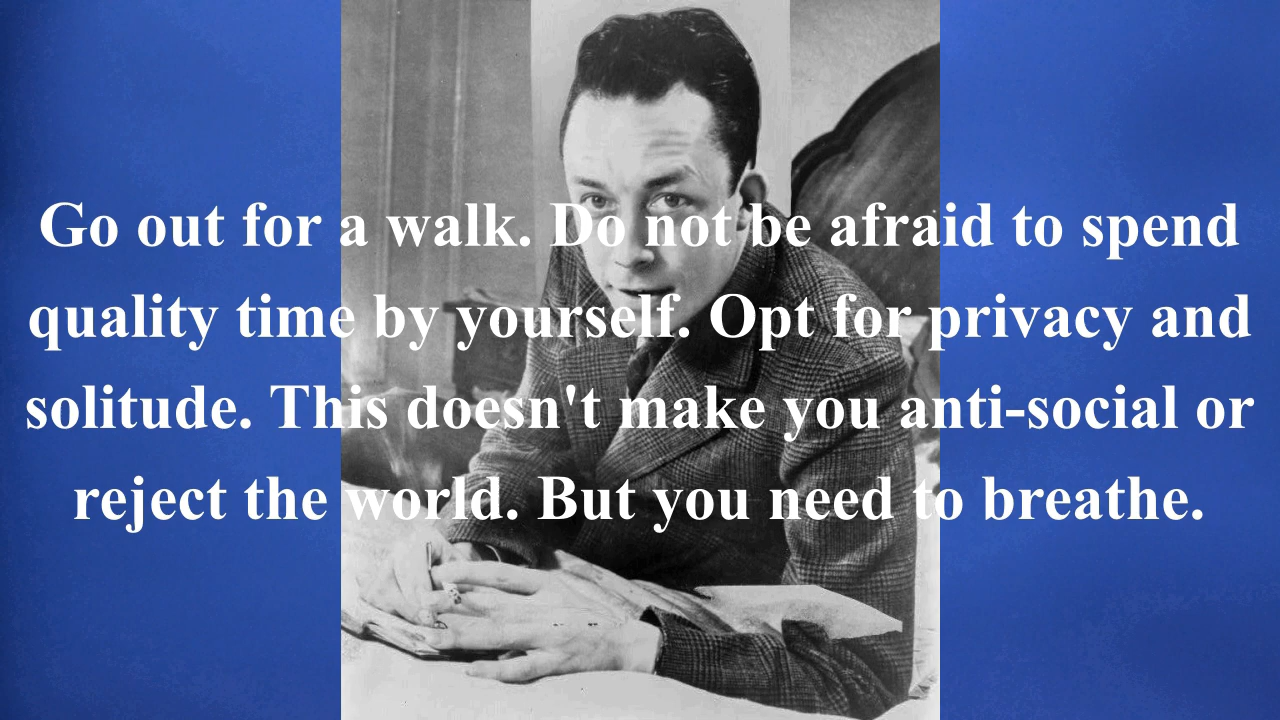 Go out for a walk. Do not be afraid to spend
quality time by yourself. Opt for privacy and
solitude. This doesn't make you anti-social or
reject the world. But you need to breathe.